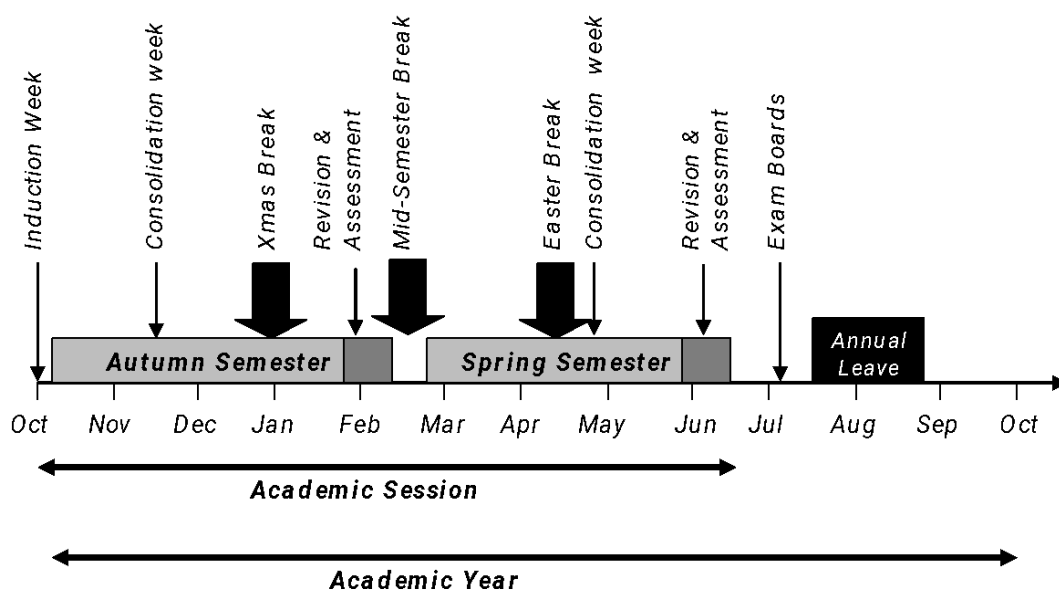 Induction Week
Consolidation week
Xmas Break
Revision &
Assessment
Mid-Semester Break
Easter Break
Consolidation week
Revision &
Assessment
Exam Boards
Autumn Semester
Spring Semester
Annual
Leave
Oct Nov Dec Jan Feb Mar Apr May Jun Jul Aug Sep Oct
Academic Session
Academic Year